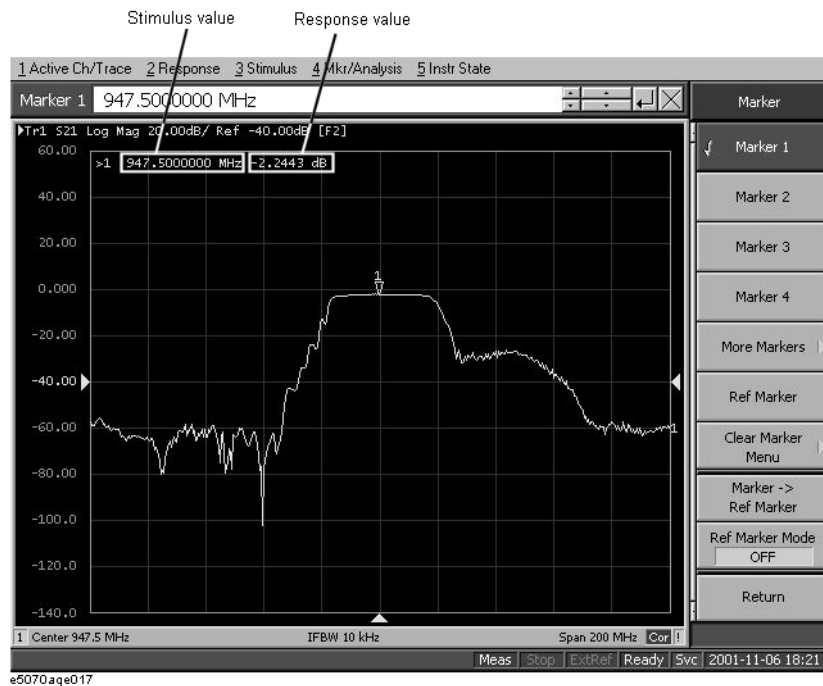 Stimulus value
Response value
1 Active Ch/Trace 2 Response 3 Stimulus 4 Mkr/Analysis 5 Instr State
Marker 1 947.5000000 MHz
Tr1 S21 Log Mag 20.00dB/ Ref -40.00dB [F2]
>1 947.5000000 MHz -2.2443 dB
60.00
40.00
20.00
0.000
-20.00
-40.00
-60.00
-80.00
-100.0
-120.0
-140.0
1
1
1 Center 947.5 MHz IFBW 10 kHz Span 200 MHz Cor !
Marker
√ Marker 1
Marker 2
Marker 3
Marker 4
More Markers
Ref Marker
Clear Marker
Menu
Marker ->
Ref Marker
Ref Marker Mode
OFF
Return
Meas Stop ExtRef Ready Svc 2001-11-06 18:21
e5070aqe017